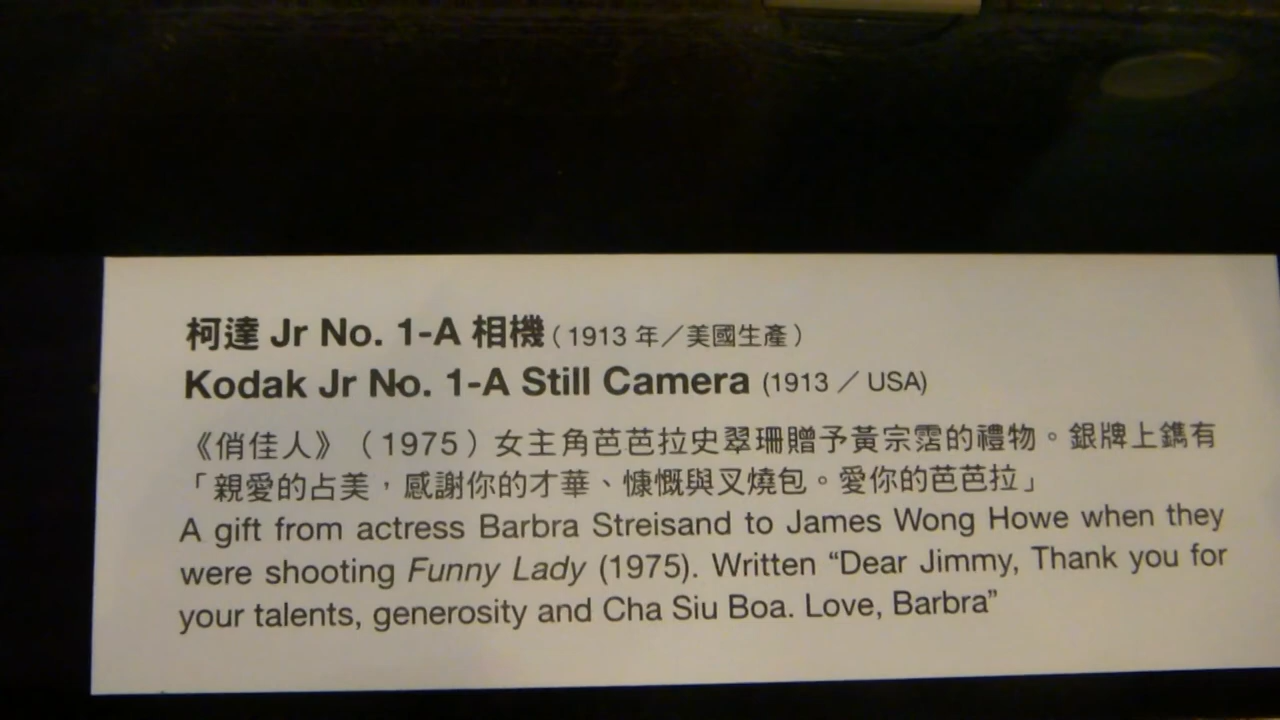 柯達 Jr No. 1-A 相機（1913 年／美國生產）
Kodak Jr No. 1-A Still Camera (1913 ／ USA)
《俏佳人》（1975）女主角芭芭拉史翠珊贈予黃宗霑的禮物。銀牌上鐫有
「親愛的占美，感謝你的才華、慷慨與叉燒包。愛你的芭芭拉」
A gift from actress Barbra Streisand to James Wong Howe when they
were shooting Funny Lady (1975). Written “Dear Jimmy, Thank you for
your talents, generosity and Cha Siu Boa. Love, Barbra”